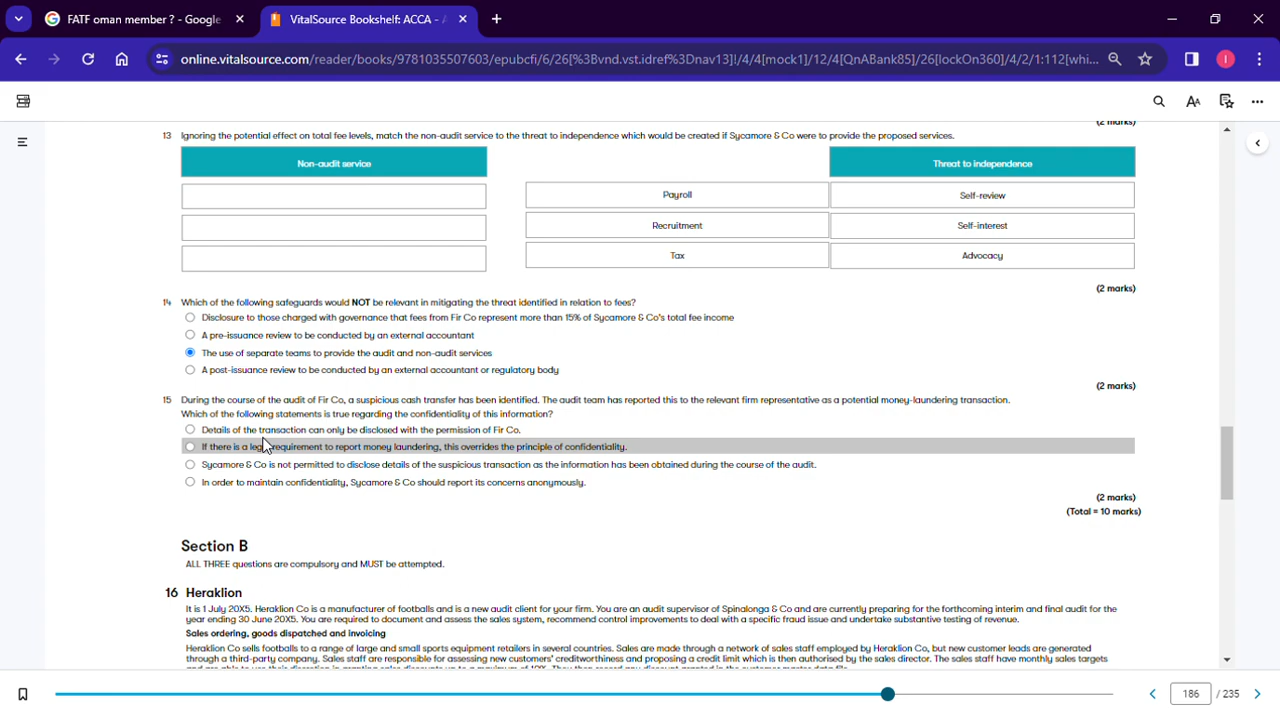 FATF oman member ? - Google
VitalSource Bookshelf: ACCA -
online.vitalsource.com/reader/books/9781035507603/epubcfi/6/26[%3Bvnd.vst.idref%3Dnav13]!/4/4[mock1]/12/4[QnABank85]/26[lockOn360]/4/2/1:112[whi...
I
(2 marks)
13 Ignoring the potential effect on total fee levels, match the non-audit service to the threat to independence which would be created if Sycamore & Co were to provide the proposed services.
Non-audit service
Threat to independence
Payroll
Self-review
Recruitment
Self-interest
Tax
Advocacy
(2 marks)
14 Which of the following safeguards would NOT be relevant in mitigating the threat identified in relation to fees?
Disclosure to those charged with governance that fees from Fir Co represent more than 15% of Sycamore & Co's total fee income
A pre-issuance review to be conducted by an external accountant
The use of separate teams to provide the audit and non-audit services
A post-issuance review to be conducted by an external accountant or regulatory body
(2 marks)
15 During the course of the audit of Fir Co, a suspicious cash transfer has been identified. The audit team has reported this to the relevant firm representative as a potential money-laundering transaction.
Which of the following statements is true regarding the confidentiality of this information?
Details of the transaction can only be disclosed with the permission of Fir Co.
If there is a legal requirement to report money laundering, this overrides the principle of confidentiality.
Sycamore & Co is not permitted to disclose details of the suspicious transaction as the information has been obtained during the course of the audit.
In order to maintain confidentiality, Sycamore & Co should report its concerns anonymously.
(2 marks)
(Total = 10 marks)
Section B
ALL THREE questions are compulsory and MUST be attempted.
16 Heraklion
It is 1 July 20X5. Heraklion Co is a manufacturer of footballs and is a new audit client for your firm. You are an audit supervisor of Spinalonga & Co and are currently preparing for the forthcoming interim and final audit for the
year ending 30 June 20X5. You are required to document and assess the sales system, recommend control improvements to deal with a specific fraud issue and undertake substantive testing of revenue.
Sales ordering, goods dispatched and invoicing
Heraklion Co sells footballs to a range of large and small sports equipment retailers in several countries. Sales are made through a network of sales staff employed by Heraklion Co, but new customer leads are generated
through a third-party company. Sales staff are responsible for assessing new customers' creditworthiness and proposing a credit limit which is then authorised by the sales director. The sales staff have monthly sales targets
186 / 235